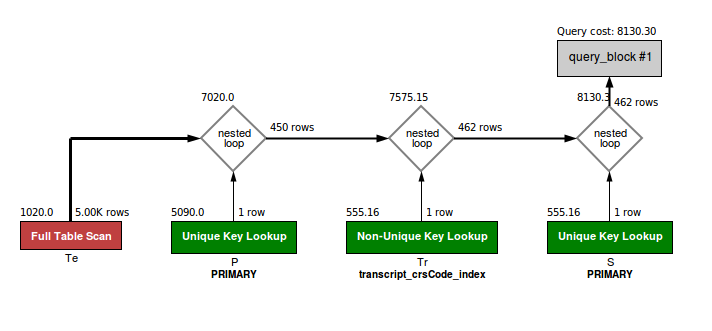 Query cost: 8130.30
query_block #1
7020.0
7575.15
8130.3
462 rows
nested
loop
450 rows
nested
loop
462 rows
nested
loop
1020.0
5.00K rows
5090.0
1 row
555.16
1 row
555.16
1 row
Full Table Scan
Unique Key Lookup
Non-Unique Key Lookup
Unique Key Lookup
Te
P
Tr
S
PRIMARY
transcript_crsCode_index
PRIMARY